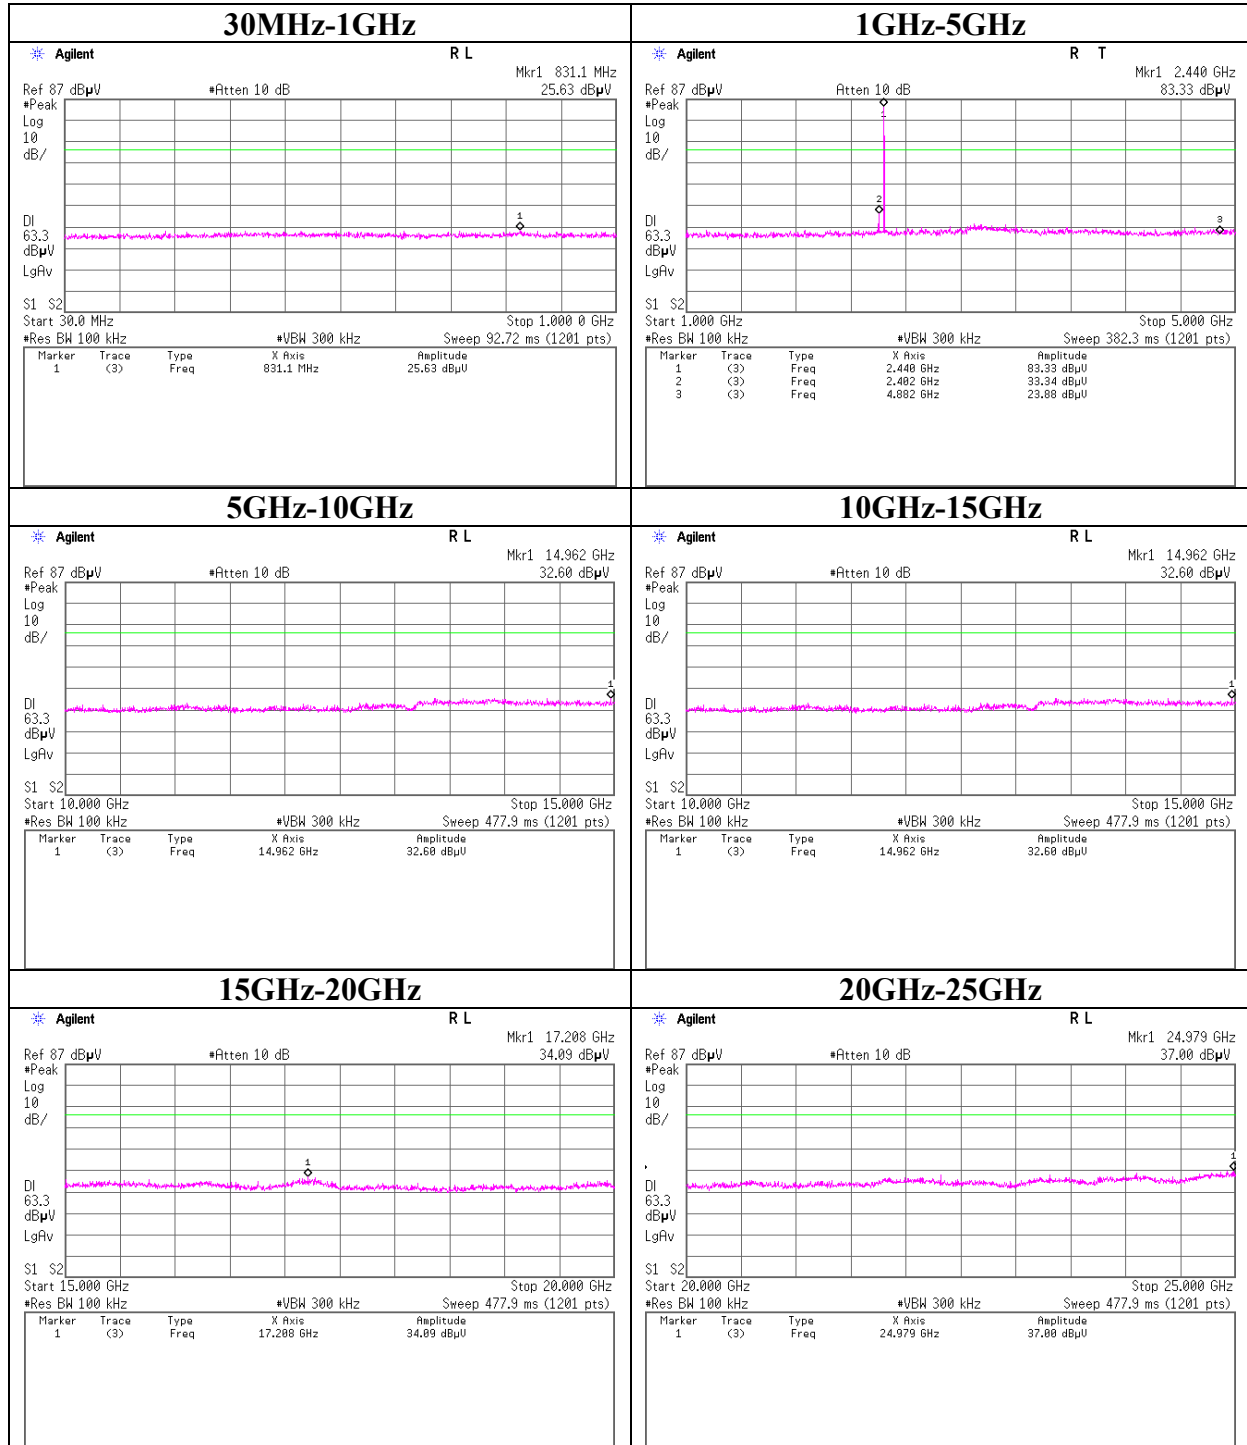 30MHz-1GHz
Agilent R L
Mkr1 831.1 MHz
Ref 87 dBµV #Atten 10 dB 25.63 dBµV
#Peak
Log
10
dB/
1
DI
63.3
dBµV
LgAv
S1 S2
Start 30.0 MHz Stop 1.000 0 GHz
#Res BW 100 kHz #VBW 300 kHz Sweep 92.72 ms (1201 pts)
Marker Trace Type X Axis Amplitude
1 (3) Freq 831.1 MHz 25.63 dBµV
1GHz-5GHz
Agilent R T
Mkr1 2.440 GHz
Ref 87 dBµV Atten 10 dB 83.33 dBµV
#Peak
Log
10
dB/
1
2
3
DI
63.3
dBµV
LgAv
S1 S2
Start 1.000 GHz Stop 5.000 GHz
#Res BW 100 kHz #VBW 300 kHz Sweep 382.3 ms (1201 pts)
Marker Trace Type X Axis Amplitude
1 (3) Freq 2.440 GHz 83.33 dBµV
2 (3) Freq 2.402 GHz 33.34 dBµV
3 (3) Freq 4.882 GHz 23.88 dBµV
5GHz-10GHz
Agilent R L
Mkr1 14.962 GHz
Ref 87 dBµV #Atten 10 dB 32.60 dBµV
#Peak
Log
10
dB/
1
DI
63.3
dBµV
LgAv
S1 S2
Start 10.000 GHz Stop 15.000 GHz
#Res BW 100 kHz #VBW 300 kHz Sweep 477.9 ms (1201 pts)
Marker Trace Type X Axis Amplitude
1 (3) Freq 14.962 GHz 32.60 dBµV
10GHz-15GHz
Agilent R L
Mkr1 14.962 GHz
Ref 87 dBµV #Atten 10 dB 32.60 dBµV
#Peak
Log
10
dB/
1
DI
63.3
dBµV
LgAv
S1 S2
Start 10.000 GHz Stop 15.000 GHz
#Res BW 100 kHz #VBW 300 kHz Sweep 477.9 ms (1201 pts)
Marker Trace Type X Axis Amplitude
1 (3) Freq 14.962 GHz 32.60 dBµV
15GHz-20GHz
Agilent R L
Mkr1 17.208 GHz
Ref 87 dBµV #Atten 10 dB 34.09 dBµV
#Peak
Log
10
dB/
1
DI
63.3
dBµV
LgAv
S1 S2
Start 15.000 GHz Stop 20.000 GHz
#Res BW 100 kHz #VBW 300 kHz Sweep 477.9 ms (1201 pts)
Marker Trace Type X Axis Amplitude
1 (3) Freq 17.208 GHz 34.09 dBµV
20GHz-25GHz
Agilent R L
Mkr1 24.979 GHz
Ref 87 dBµV #Atten 10 dB 37.00 dBµV
#Peak
Log
10
dB/
1
DI
63.3
dBµV
LgAv
S1 S2
Start 20.000 GHz Stop 25.000 GHz
#Res BW 100 kHz #VBW 300 kHz Sweep 477.9 ms (1201 pts)
Marker Trace Type X Axis Amplitude
1 (3) Freq 24.979 GHz 37.00 dBµV